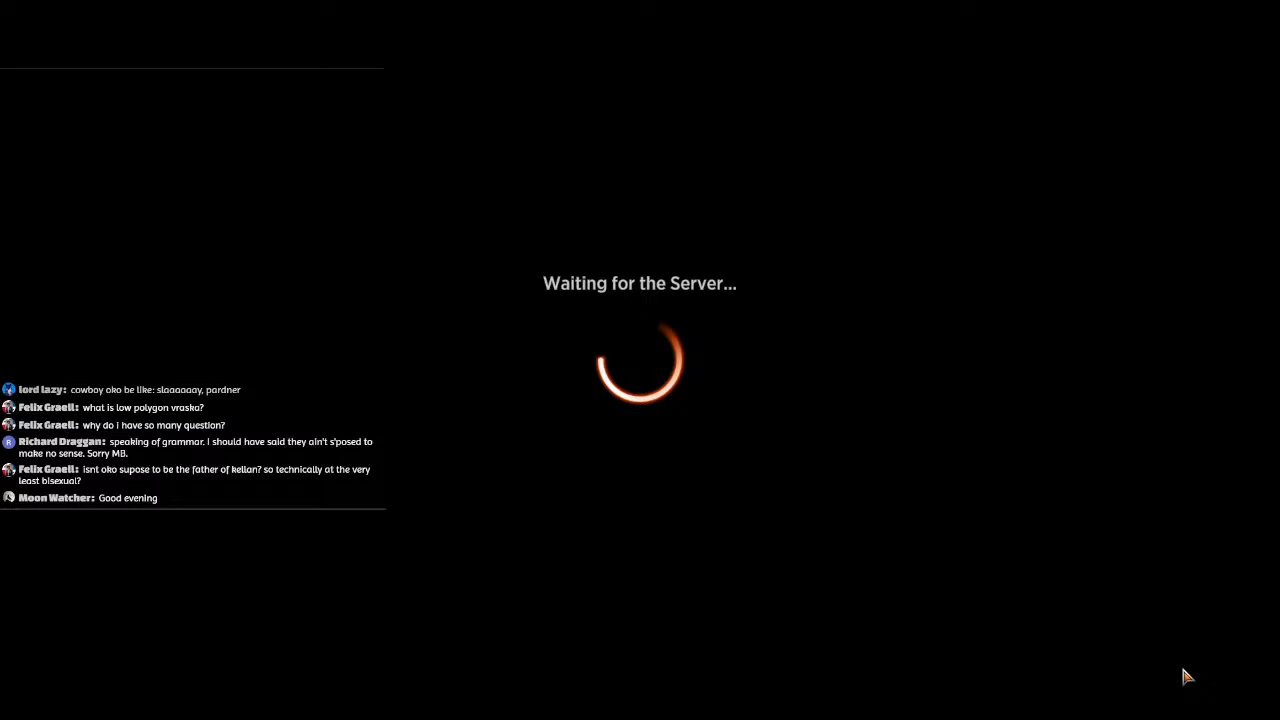 Waiting for the Server...
lord lazy: cowboy oko be like: slaaaaaay, pardner
Felix Graell: what is low polygon vraska?
Felix Graell: why do i have so many question?
R Richard Draggan: speaking of grammar, I should have said they ain't s'posed to
make no sense. Sorry MB.
Felix Graell: isnt oko supose to be the father of kellan? so technically at the very
least bisexual?
Moon Watcher: Good evening